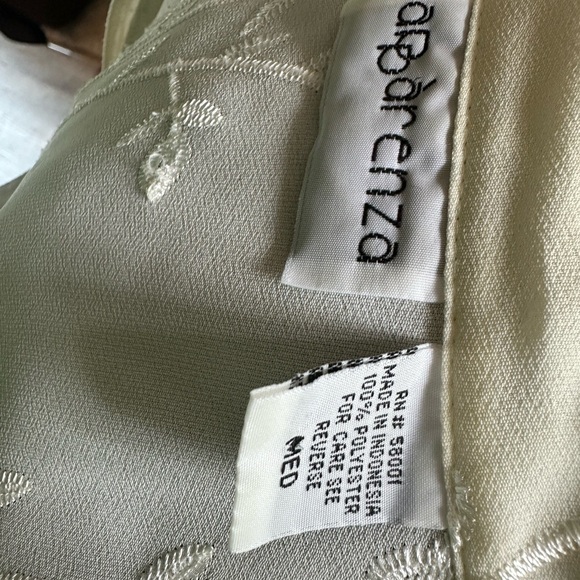 apparenza
RN# 58001
MADE IN INDONESIA
100% POLYESTER
FOR CARE SEE
REVERSE
MED